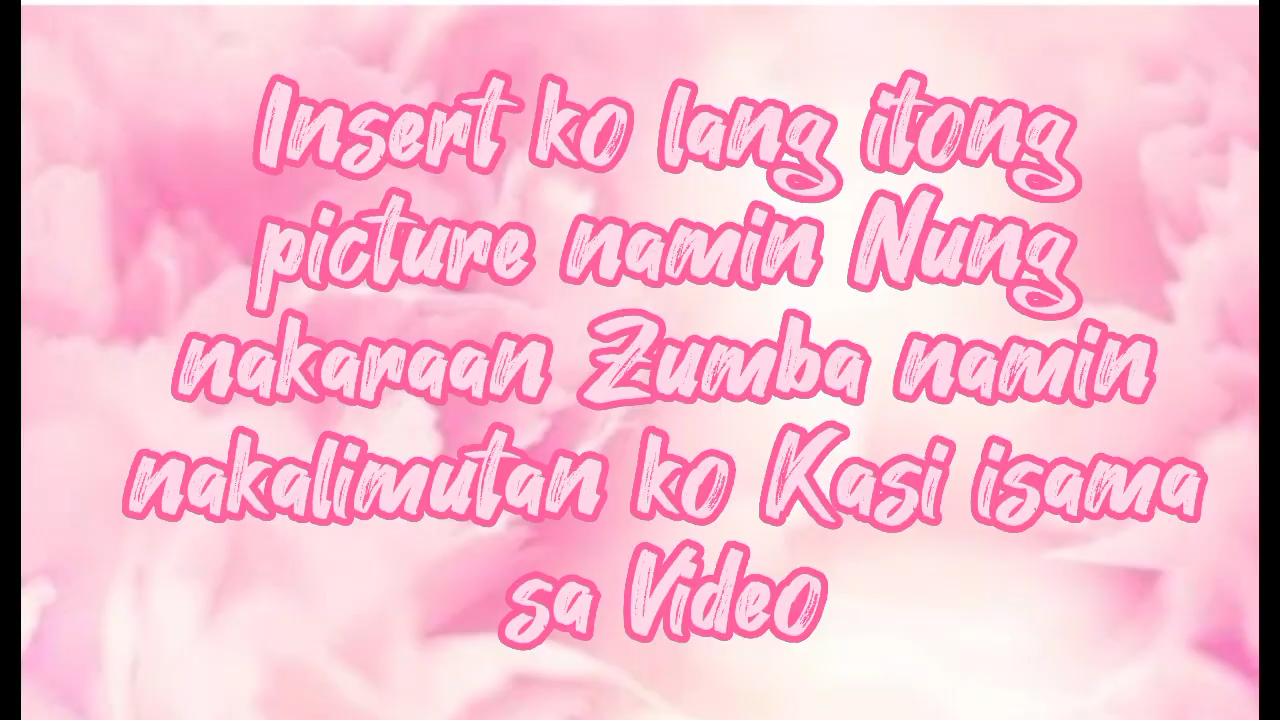 Insert ko lang itong
picture namin Nung
nakaraan Zumba namin
nakalimutan ko Kasi isama
sa Video